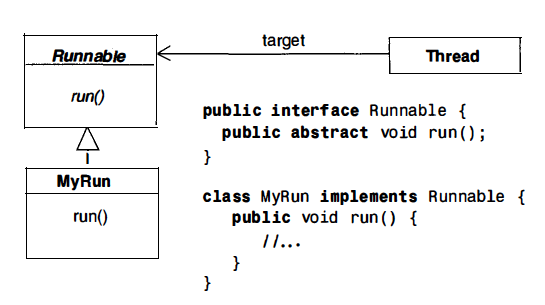 target
Runnable
Thread
run()
MyRun
run()
public interface Runnable {
public abstract void run();
}
class MyRun implements Runnable {
public void run() {
//...
}
}